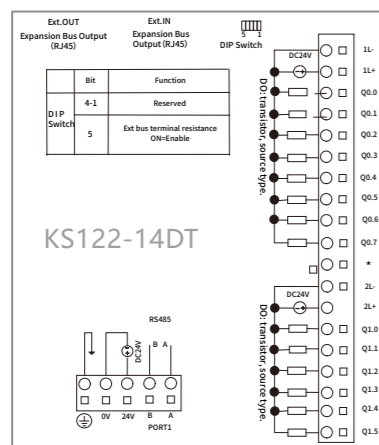 Ext.OUT
Expansion Bus Output
(RJ45)
Ext.IN
Expansion Bus
Output (RJ45)
5 1
DIP Switch
Bit Function
DIP
Switch
4-1 Reserved
5 Ext bus terminal resistance
ON=Enable
KS122-14DT
RS485
DC24V
B A
0V 24V B A
PORT1
DO: transistor, source type.
DC24V
1L-
1L+
Q0.0
Q0.1
Q0.2
Q0.3
Q0.4
Q0.5
Q0.6
Q0.7
*
2L-
DC24V
DO: transistor, source type.
2L+
Q1.0
Q1.1
Q1.2
Q1.3
Q1.4
Q1.5